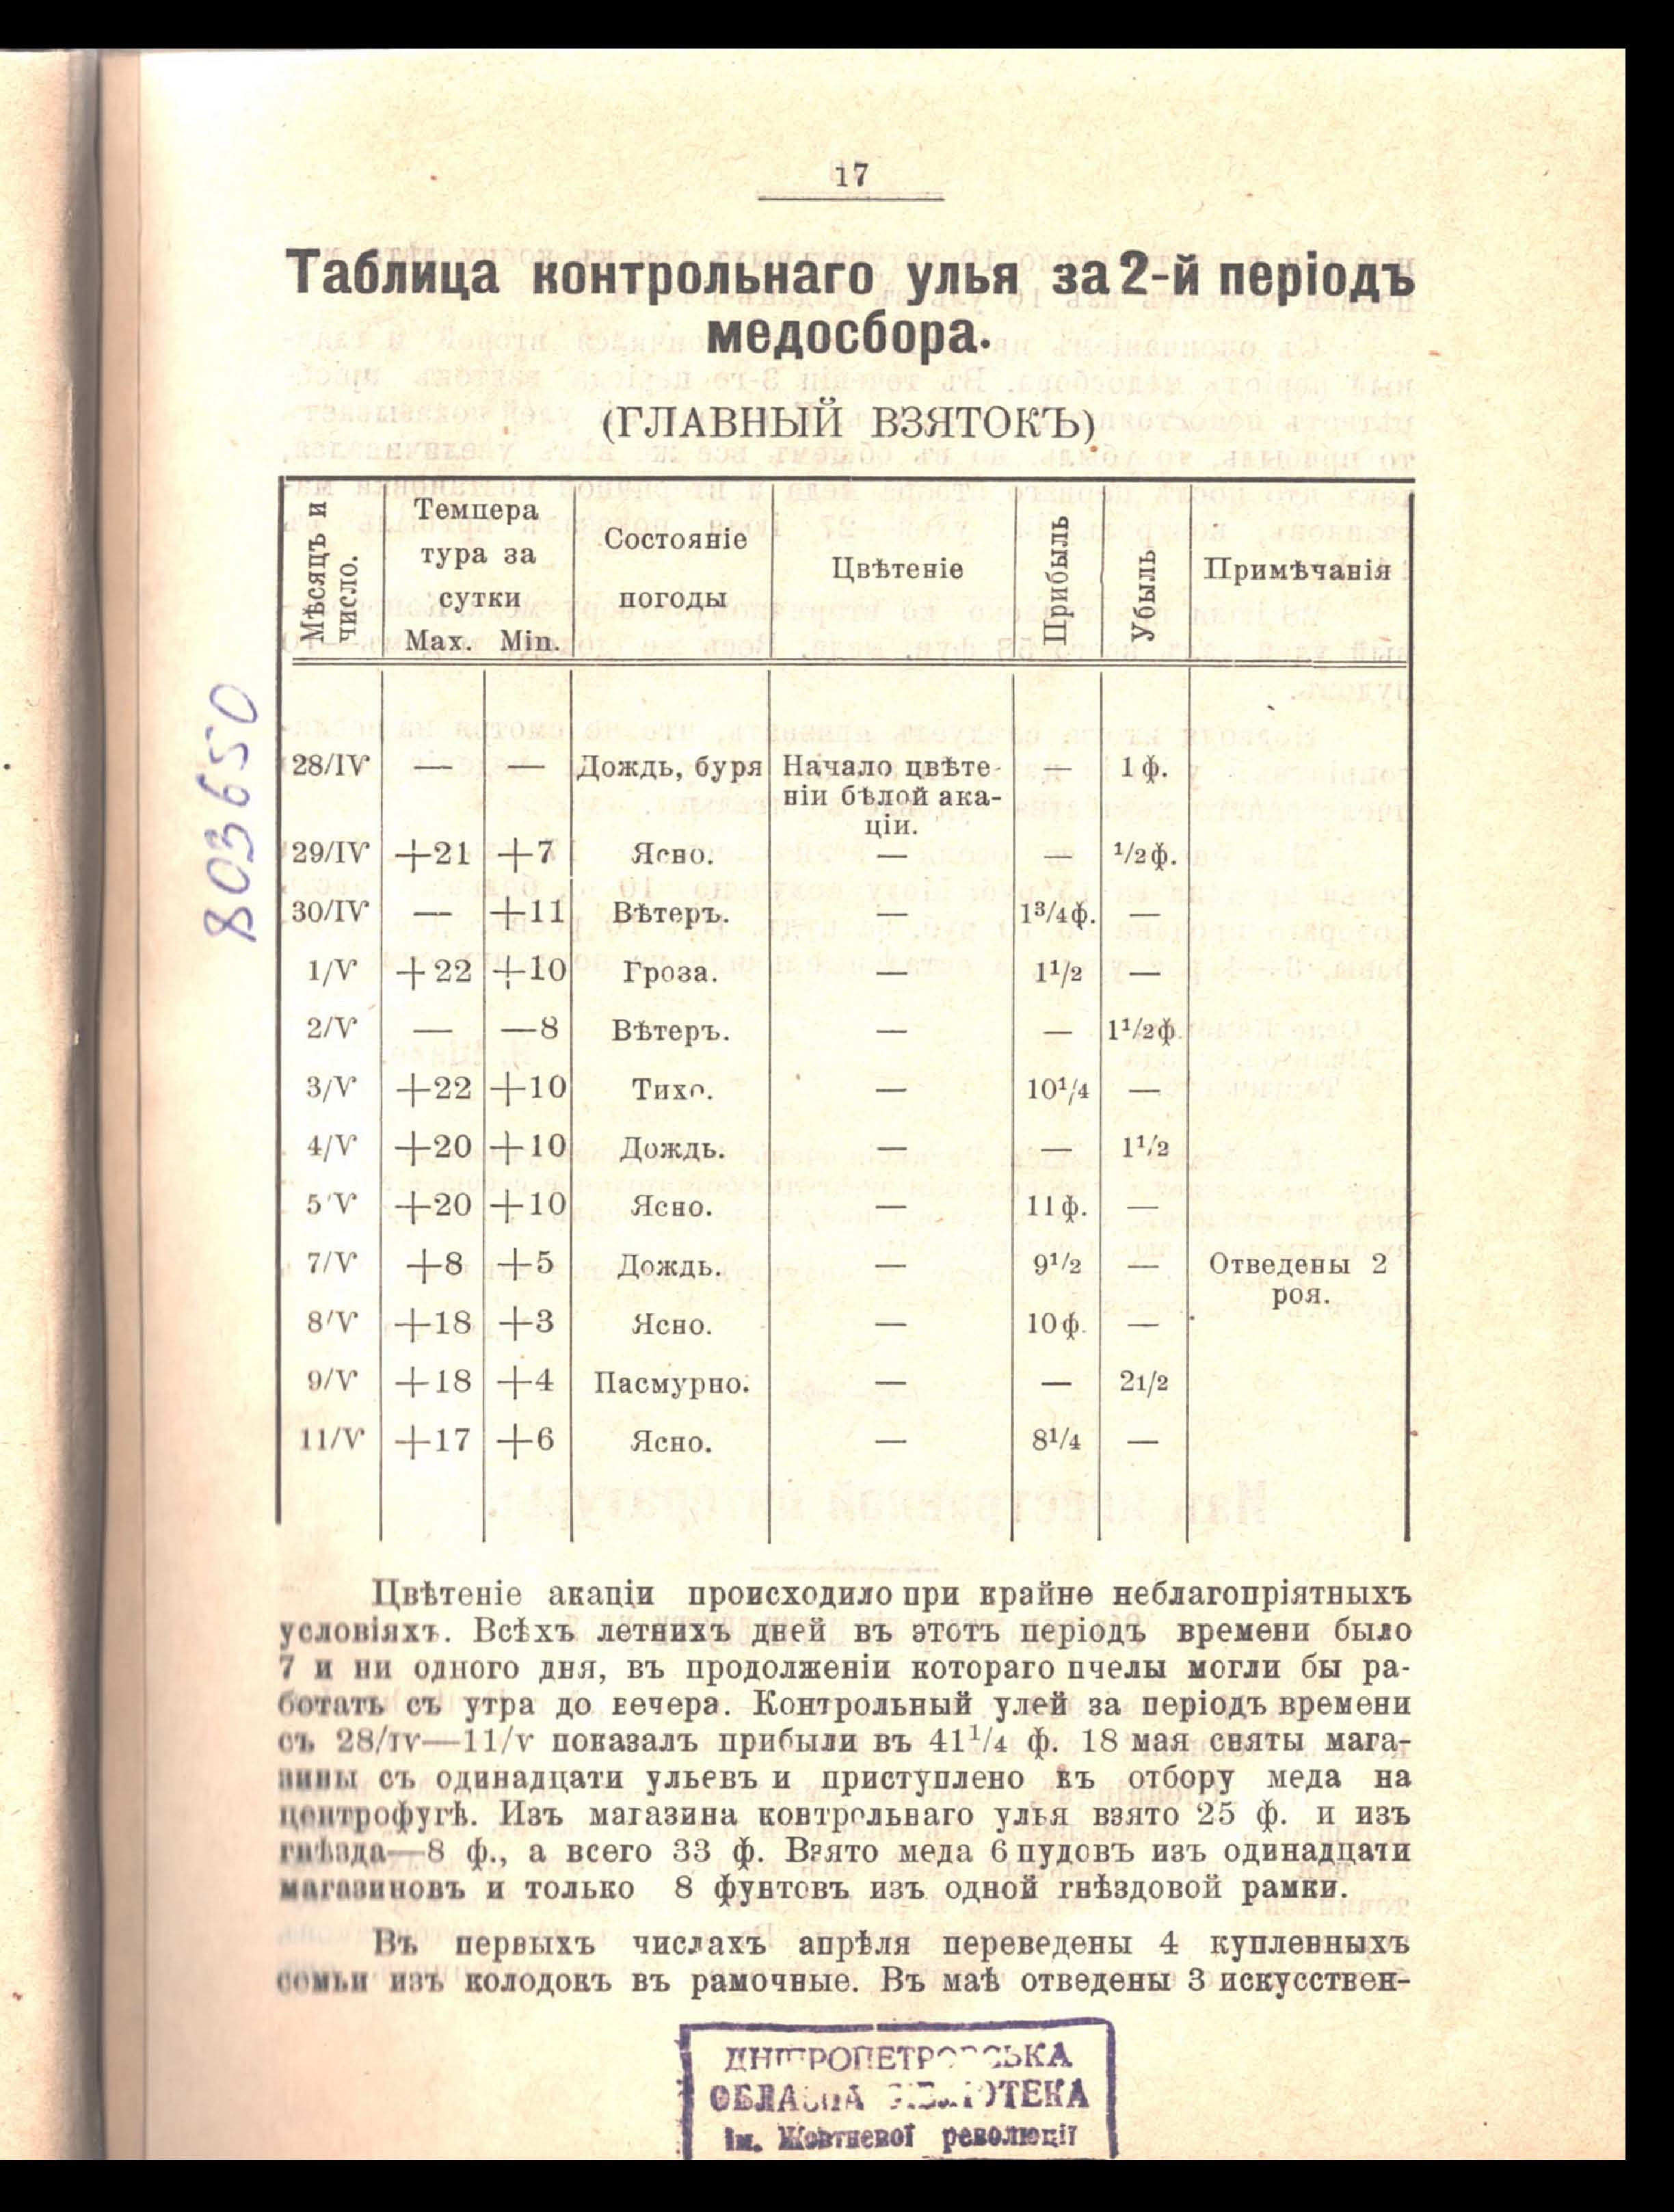 17
Таблица контрольнаго улья за 2-й періодъ
медосбора.
(ГЛАВНЫЙ ВЗЯТОКЪ)
Мѣсяцъ и число. Темпера тура за сутки Max. Min. Состояніе погоды Цвѣтеніе Прибыль Убыль Примѣчанія
28/IV — — Дождь, буря Начало цвѣте- — 1 ф.
ніи бѣлой ака-
ціи.
29/IV +21 +7 Ясно. — — 1/2 ф.
30/IV — +11 Вѣтеръ. — 13/4 ф. —
1/V +22 +10 Гроза. — 11/2 —
2/V — —8 Вѣтеръ. — — 11/2 ф.
3/V +22 +10 Тихо. — 101/4 —
4/V +20 +10 Дождь. — — 11/2
5/V +20 +10 Ясно. — 11 ф. —
7/V +8 +5 Дождь. — 91/2 — Отведены 2
роя.
8/V +18 +3 Ясно. — 10 ф. —
9/V +18 +4 Пасмурно. — — 21/2
11/V +17 +6 Ясно. — 81/4 —
Цвѣтеніе акаціи происходило при крайне неблагопріятныхъ
условіяхъ. Всѣхъ летнихъ дней въ этотъ періодъ времени было
7 и ни одного дня, въ продолженіи котораго пчелы могли бы ра-
ботать съ утра до вечера. Контрольный улей за періодъ времени
съ 28/IV—11/V показалъ прибыли въ 411/4 ф. 18 мая сняты мага-
зины съ одинадцати ульевъ и приступлено къ отбору меда на
центрофугѣ. Изъ магазина контрольнаго улья взято 25 ф. и изъ
гнѣзда—8 ф., а всего 33 ф. Взято меда 6 пудовъ изъ одинадцати
магазиновъ и только 8 фунтовъ изъ одной гнѣздовой рамки.
Въ первыхъ числахъ апрѣля переведены 4 купленныхъ
семьи изъ колодокъ въ рамочные. Въ маѣ отведены 3 искусствен-
803650
ДНІПРОПЕТРОВСЬКА
ОБЛАСНА БІБЛІОТЕКА
ім. Жовтневої революції